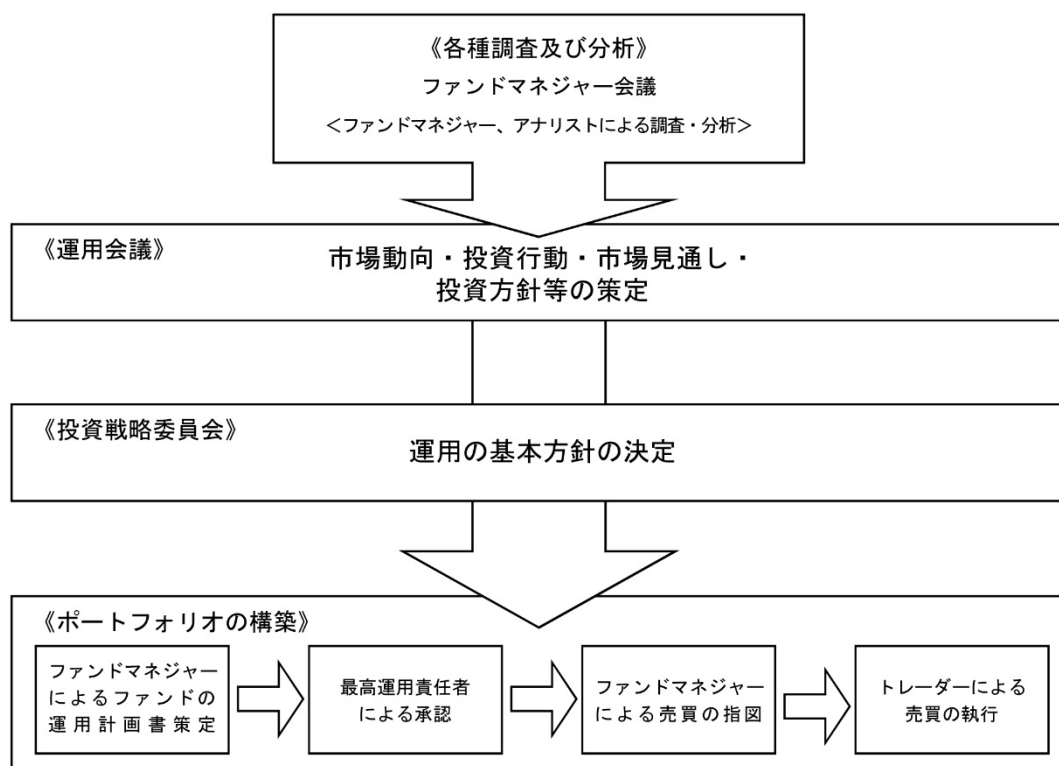 《各種調査及び分析》
ファンドマネジャー会議
＜ファンドマネジャー、アナリストによる調査・分析＞
《運用会議》
市場動向・投資行動・市場見通し・
投資方針等の策定
《投資戦略委員会》
運用の基本方針の決定
《ポートフォリオの構築》
ファンドマネジャー
によるファンドの
運用計画書策定
最高運用責任者
による承認
ファンドマネジャー
による売買の指図
トレーダーによる
売買の執行